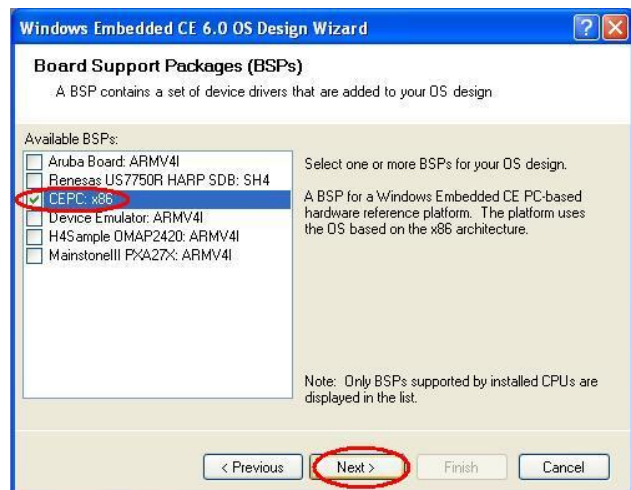 Windows Embedded CE 6.0 OS Design Wizard
Board Support Packages (BSPs)
A BSP contains a set of device drivers that are added to your OS design
Available BSPs:
Aruba Board: ARMV4I
Renesas US7750R HARP SDB: SH4
CEPC: x86
Device Emulator: ARMV4I
H4Sample OMAP2420: ARMV4I
MainstoneIII PXA27X: ARMV4I
Select one or more BSPs for your OS design.
A BSP for a Windows Embedded CE PC-based
hardware reference platform. The platform uses
the OS based on the x86 architecture.
Note: Only BSPs supported by installed CPUs are
displayed in the list.
< Previous
Next >
Finish
Cancel